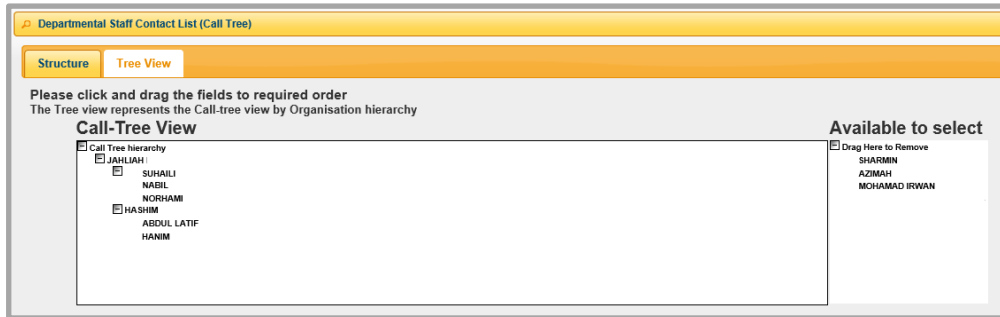 Departmental Staff Contact List (Call Tree)
Structure
Tree View
Please click and drag the fields to required order
The Tree view represents the Call-tree view by Organisation hierarchy
Call-Tree View
Call Tree hierarchy
JAHLIAH
SUHAILI
NABIL
NORHAMI
HASHIM
ABDUL LATIF
HANIM
Available to select
Drag Here to Remove
SHARMIN
AZIMAH
MOHAMAD IRWAN